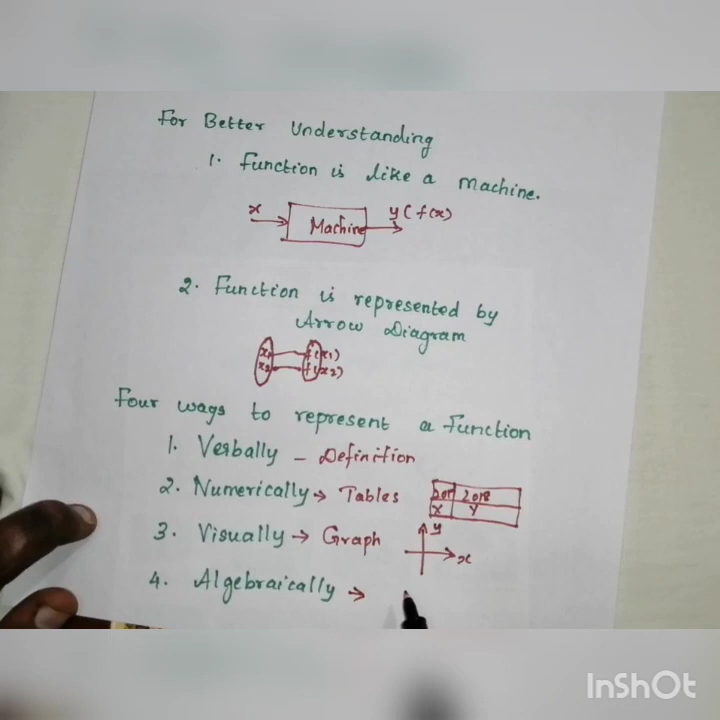 For Better Understanding
1. Function is like a machine.
x
Machine
y(f(x)
2. Function is represented by
Arrow Diagram
x1 f(x1)
x2 f(x2)
Four ways to represent a function
1. Verbally – Definition
2. Numerically → Tables
2018
x y
3. Visually → Graph
y
x
4. Algebraically →
InShOt